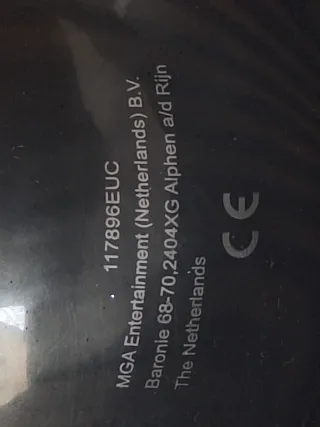 117896EUC
MGA Entertainment (Netherlands) B.V.
Baronie 68-70,2404XG Alphen a/d Rijn
The Netherlands
CE